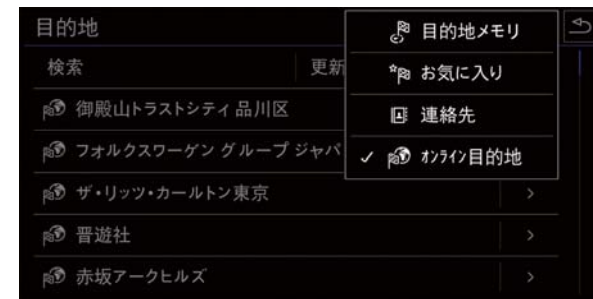 目的地
検索
更新
御殿山トラストシティ 品川区
フォルクスワーゲン グループ ジャパ
ザ・リッツ・カールトン東京
晋遊社
赤坂アークヒルズ
目的地メモリ
お気に入り
連絡先
オンライン目的地